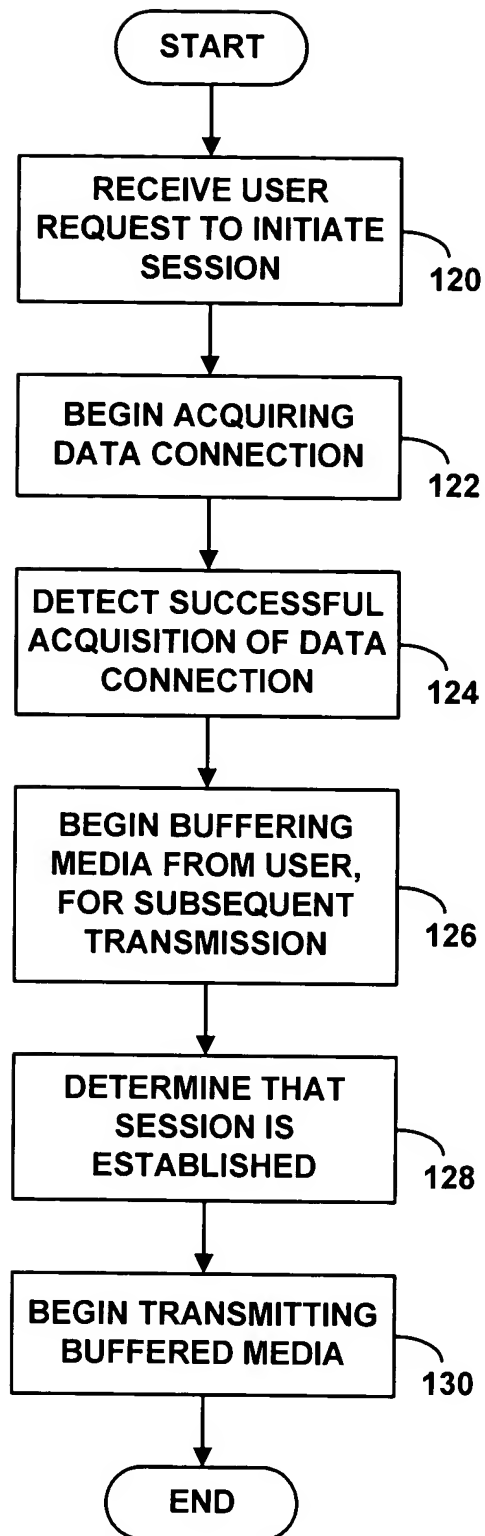 START
RECEIVE USER
REQUEST TO INITIATE
SESSION
120
BEGIN ACQUIRING
DATA CONNECTION
122
DETECT SUCCESSFUL
ACQUISITION OF DATA
CONNECTION
124
BEGIN BUFFERING
MEDIA FROM USER,
FOR SUBSEQUENT
TRANSMISSION
126
DETERMINE THAT
SESSION IS
ESTABLISHED
128
BEGIN TRANSMITTING
BUFFERED MEDIA
130
END